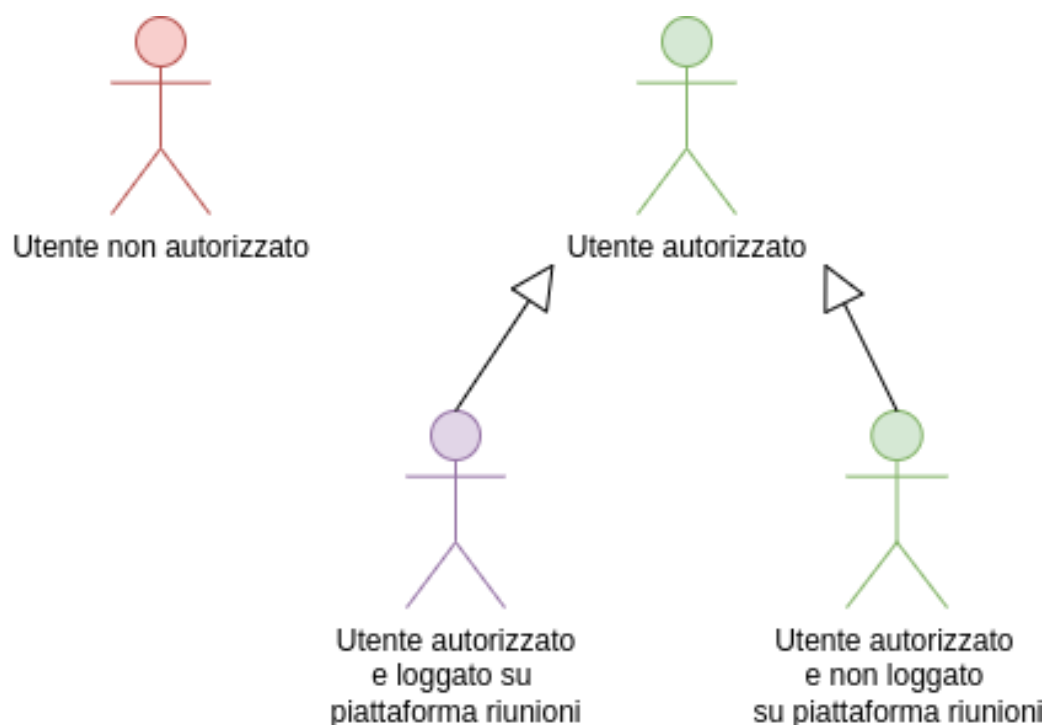 Utente non autorizzato
Utente autorizzato
Utente autorizzato
e loggato su
piattaforma riunioni
Utente autorizzato
e non loggato
su piattaforma riunioni